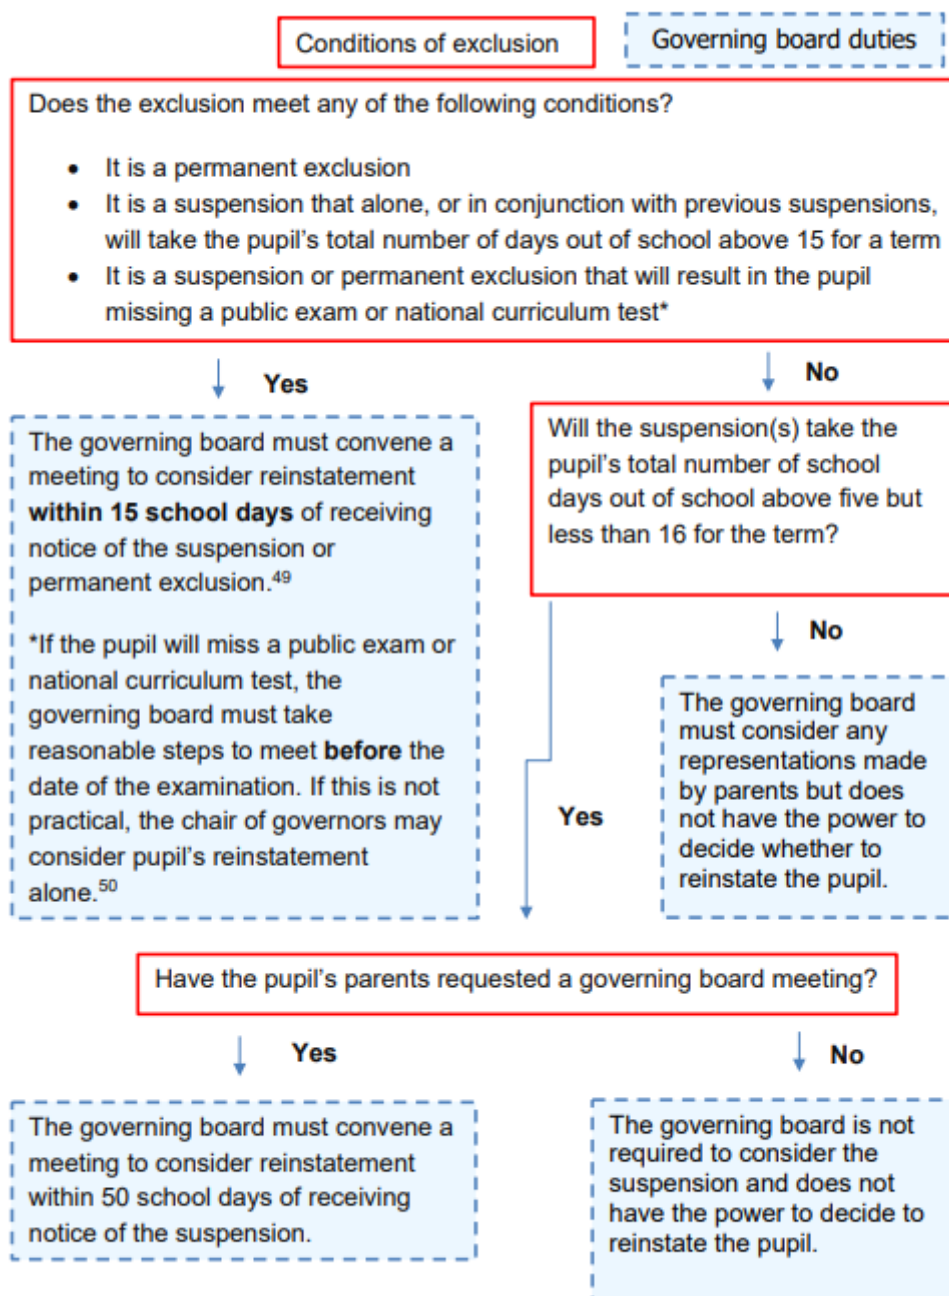 Conditions of exclusion
Governing board duties
Does the exclusion meet any of the following conditions?
• It is a permanent exclusion
• It is a suspension that alone, or in conjunction with previous suspensions,
will take the pupil's total number of days out of school above 15 for a term
• It is a suspension or permanent exclusion that will result in the pupil
missing a public exam or national curriculum test*
Yes
No
The governing board must convene a
meeting to consider reinstatement
within 15 school days of receiving
notice of the suspension or
permanent exclusion.49
*If the pupil will miss a public exam or
national curriculum test, the
governing board must take
reasonable steps to meet before the
date of the examination. If this is not
practical, the chair of governors may
consider pupil's reinstatement
alone.50
Will the suspension(s) take the
pupil's total number of school
days out of school above five but
less than 16 for the term?
No
The governing board
must consider any
representations made
by parents but does
not have the power to
decide whether to
reinstate the pupil.
Yes
Have the pupil's parents requested a governing board meeting?
Yes
No
The governing board must convene a
meeting to consider reinstatement
within 50 school days of receiving
notice of the suspension.
The governing board is not
required to consider the
suspension and does not
have the power to decide to
reinstate the pupil.